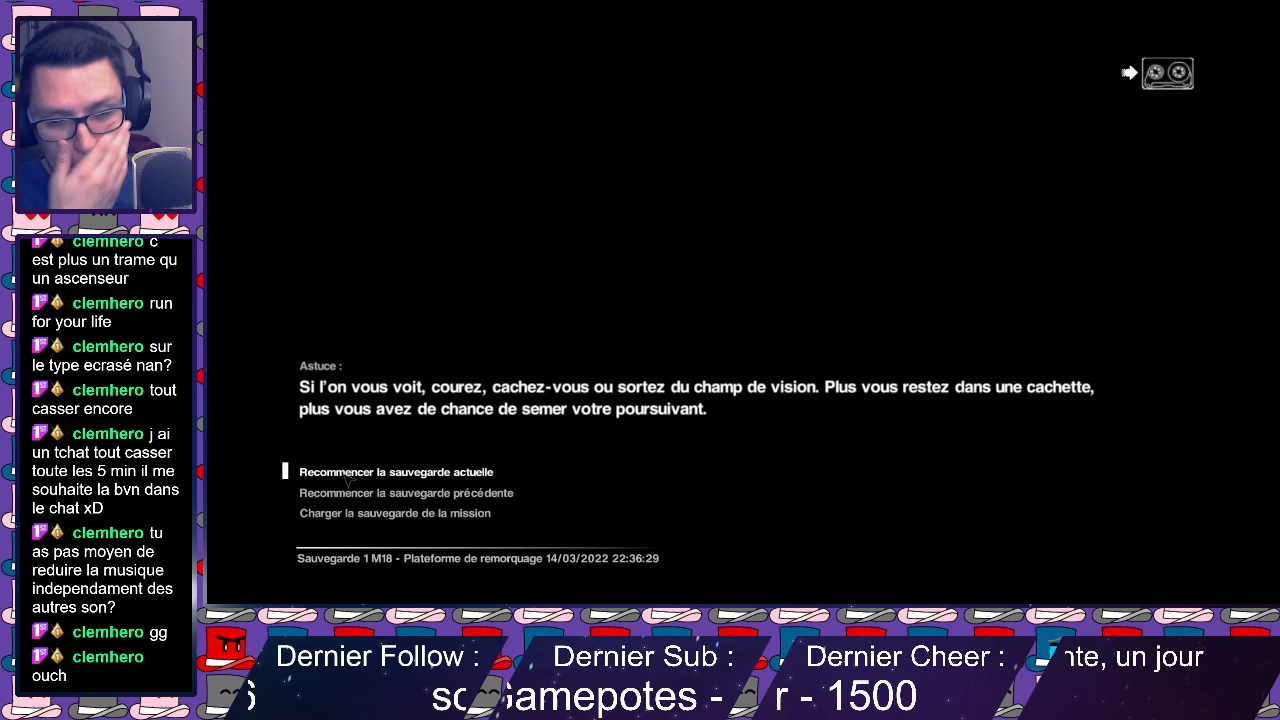 clemhero c
est plus un trame qu
un ascenseur
clemhero run
for your life
clemhero sur
le type ecrasé nan?
clemhero tout
casser encore
clemhero j ai
un tchat tout casser
toute les 5 min il me
souhaite la bvn dans
le chat xD
clemhero tu
as pas moyen de
reduire la musique
independament des
autres son?
clemhero gg
clemhero
ouch
Astuce :
Si l'on vous voit, courez, cachez-vous ou sortez du champ de vision. Plus vous restez dans une cachette,
plus vous avez de chance de semer votre poursuivant.
Recommencer la sauvegarde actuelle
Recommencer la sauvegarde précédente
Charger la sauvegarde de la mission
Sauvegarde 1 M18 - Plateforme de remorquage 14/03/2022 22:36:29
Dernier Follow : Dernier Sub : Dernier Cheer : un jour
Gamepotes - r - 1500